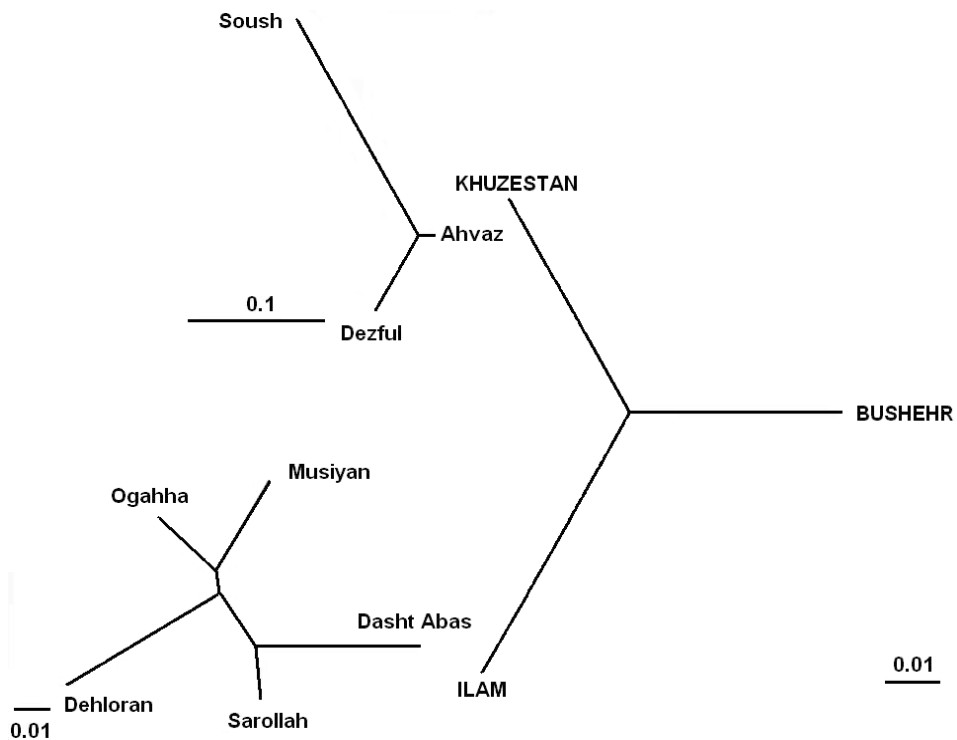 Soush
KHUZESTAN
Ahvaz
0.1
Dezful
BUSHEHR
Musiyan
Ogahha
Dasht Abas
0.01
ILAM
Dehloran
Sarollah
0.01